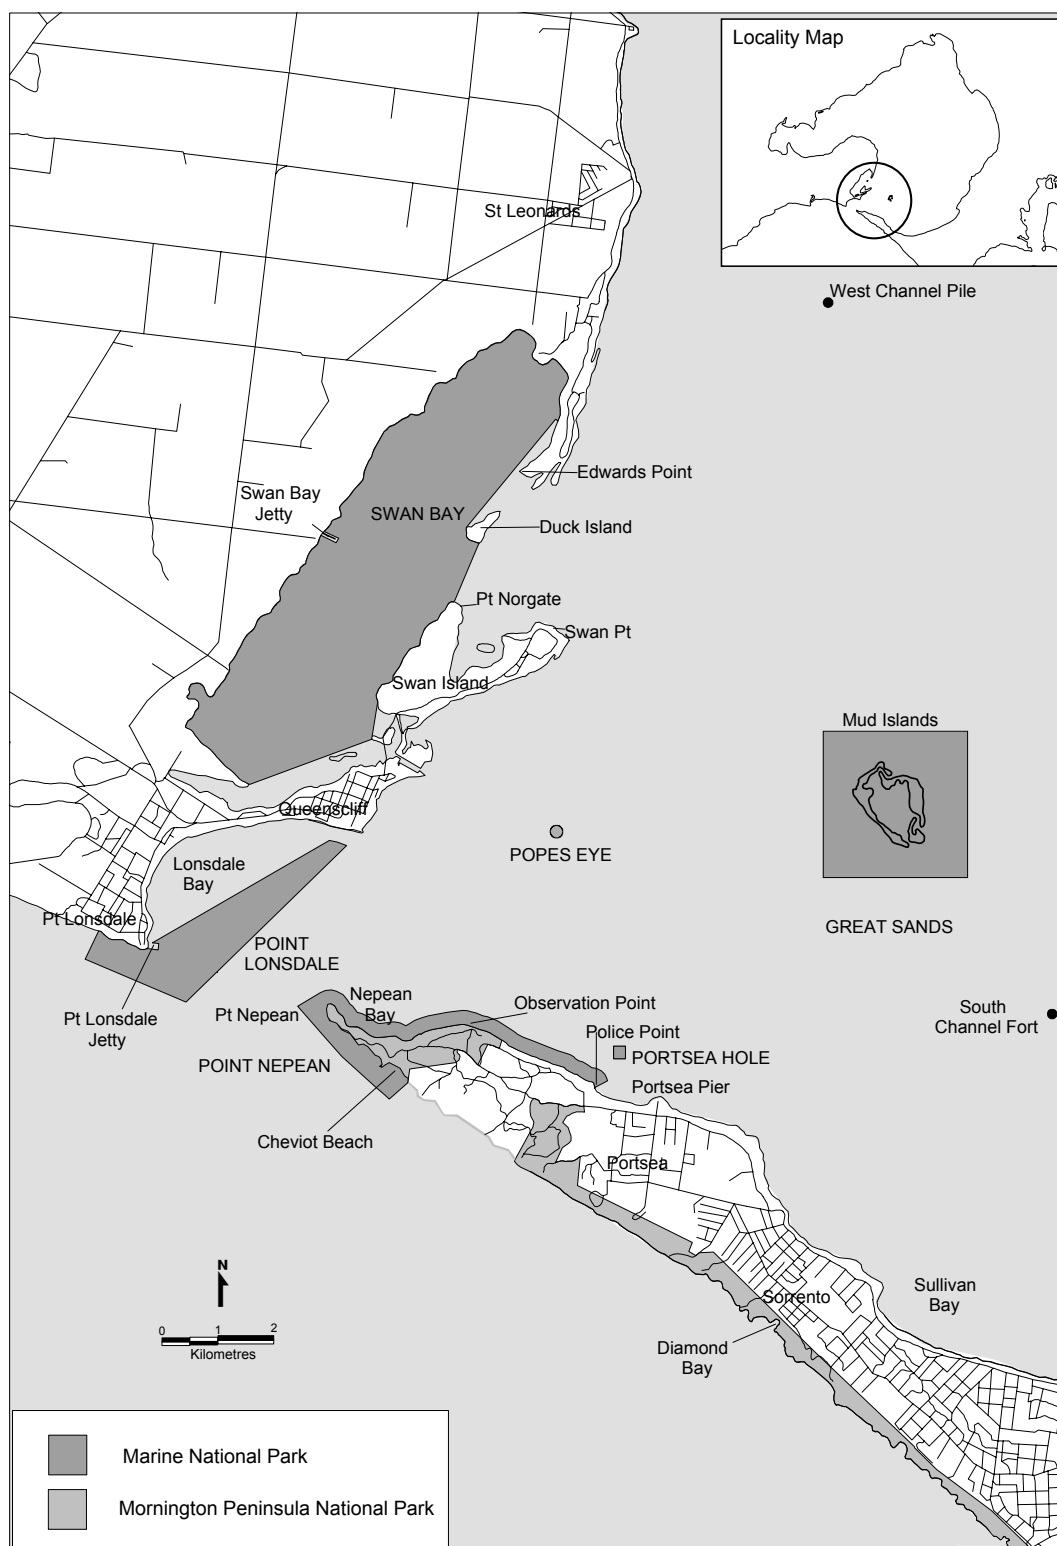 Locality Map
St Leonards
West Channel Pile
Edwards Point
Swan Bay
Jetty
SWAN BAY
Duck Island
Pt Norgate
Swan Pt
Swan Island
Mud Islands
Queenscliff
POPES EYE
Lonsdale
Bay
Pt Lonsdale
GREAT SANDS
POINT
LONSDALE
Nepean
Bay
Observation Point
South
Channel Fort
Pt Nepean
Pt Lonsdale
Jetty
Police Point
PORTSEA HOLE
POINT NEPEAN
Portsea Pier
Cheviot Beach
Portsea
N
Sullivan
Bay
Sorrento
0 1 2
Kilometres
Diamond
Bay
Marine National Park
Mornington Peninsula National Park